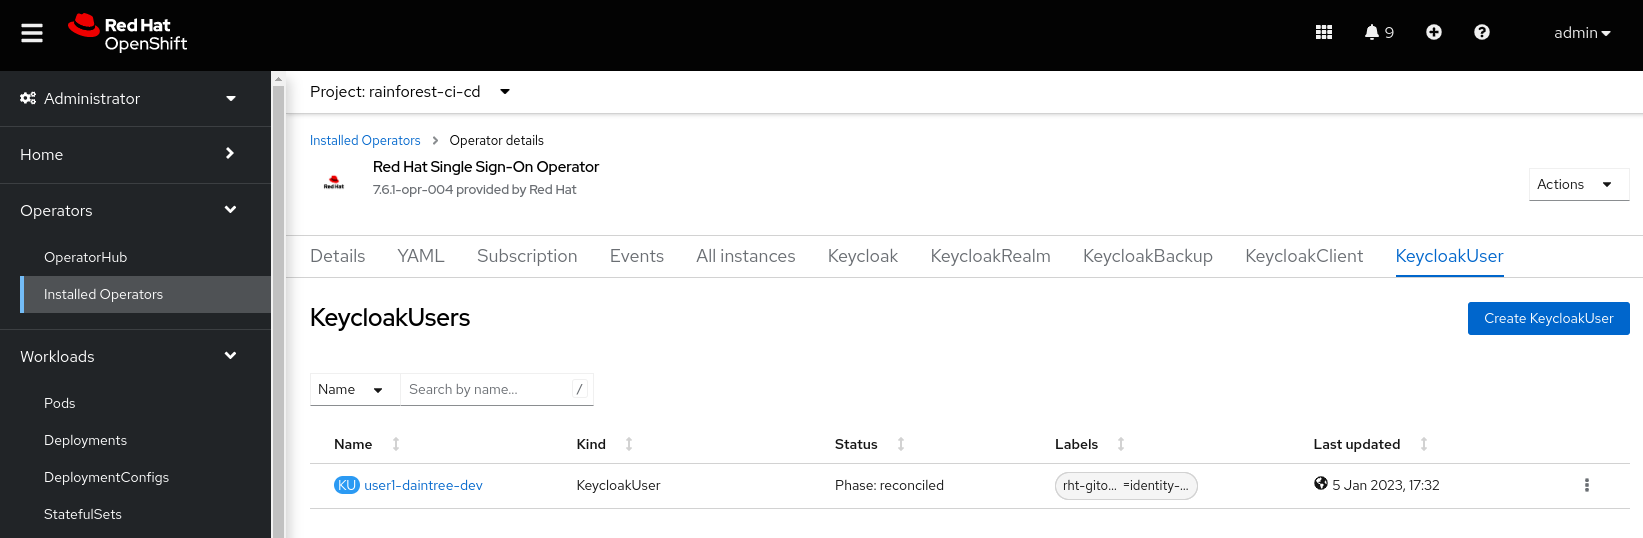 Red Hat
OpenShift
9
admin
Administrator
Home
Operators
OperatorHub
Installed Operators
Workloads
Pods
Deployments
DeploymentConfigs
StatefulSets
Project: rainforest-ci-cd
Installed Operators > Operator details
Red Hat
Red Hat Single Sign-On Operator
7.6.1-opr-004 provided by Red Hat
Actions
Details YAML Subscription Events All instances Keycloak KeycloakRealm KeycloakBackup KeycloakClient KeycloakUser
KeycloakUsers
Create KeycloakUser
Name Search by name... /
Name Kind Status Labels Last updated
KU user1-daintree-dev KeycloakUser Phase: reconciled rht-gito... =identity-... 5 Jan 2023, 17:32